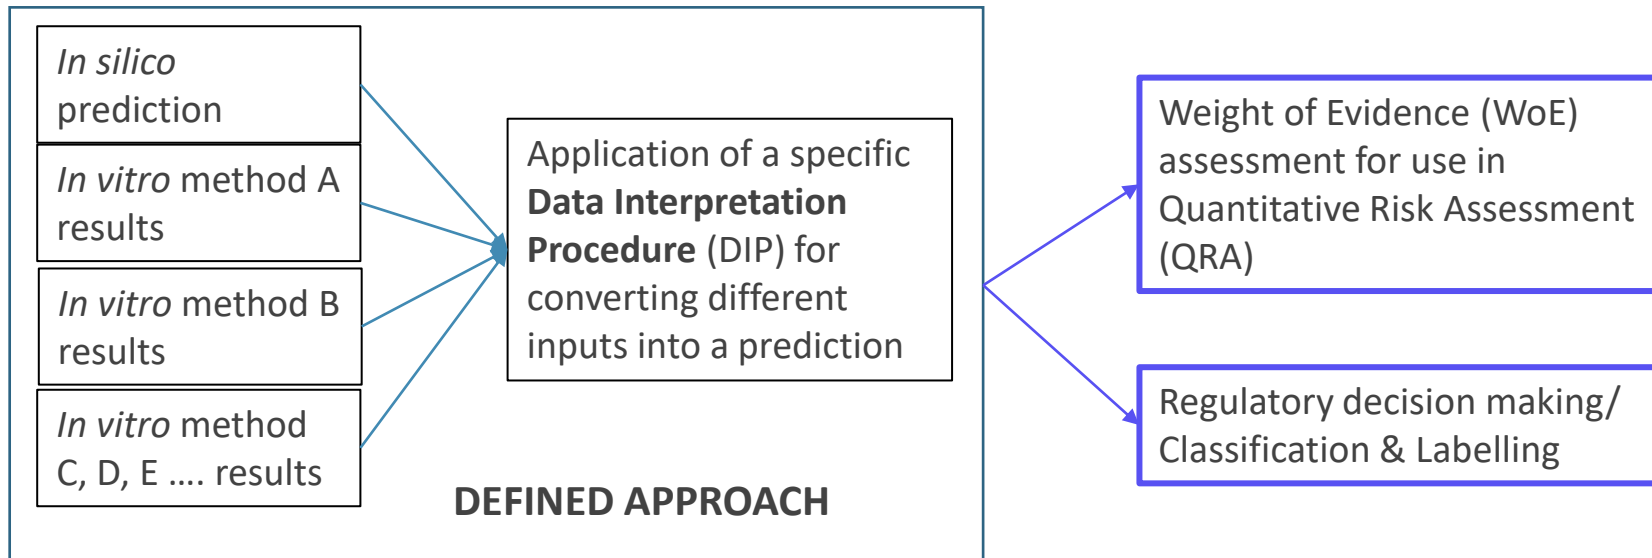 In silico
prediction
In vitro method A
results
In vitro method B
results
In vitro method
C, D, E .... results
Application of a specific
Data Interpretation
Procedure (DIP) for
converting different
inputs into a prediction
DEFINED APPROACH
Weight of Evidence (WoE)
assessment for use in
Quantitative Risk Assessment
(QRA)
Regulatory decision making/
Classification & Labelling